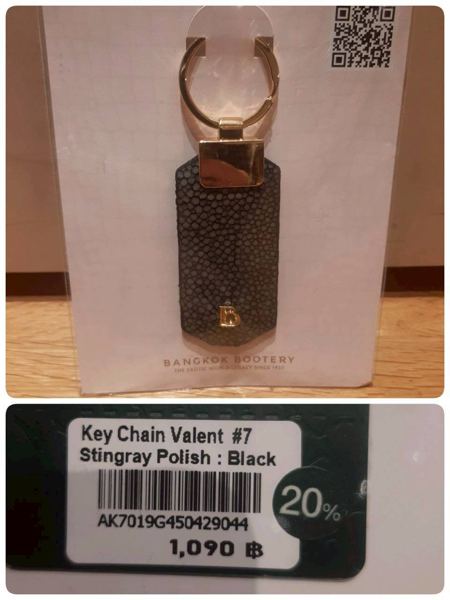 B
BANGKOK BOOTERY
Key Chain Valent #7
Stingray Polish : Black
20%
AK7019G450429044
1,090 ฿